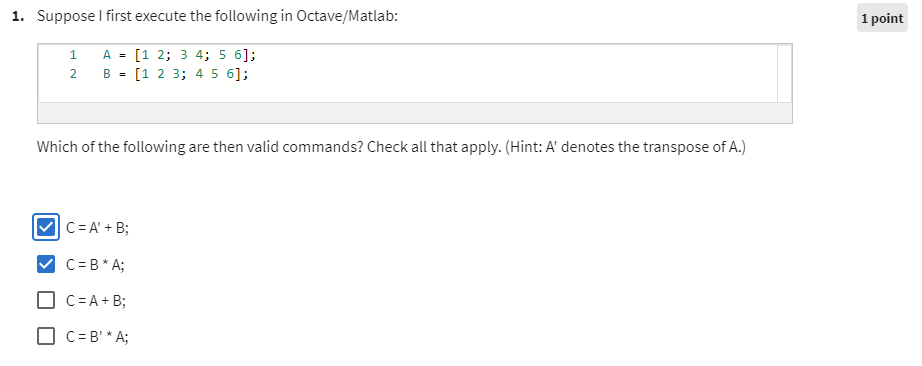 1. Suppose I first execute the following in Octave/Matlab:
1 point
1 A = [1 2; 3 4; 5 6];
2 B = [1 2 3; 4 5 6];
Which of the following are then valid commands? Check all that apply. (Hint: A' denotes the transpose of A.)
C = A' + B;
C = B * A;
C = A + B;
C = B' * A;